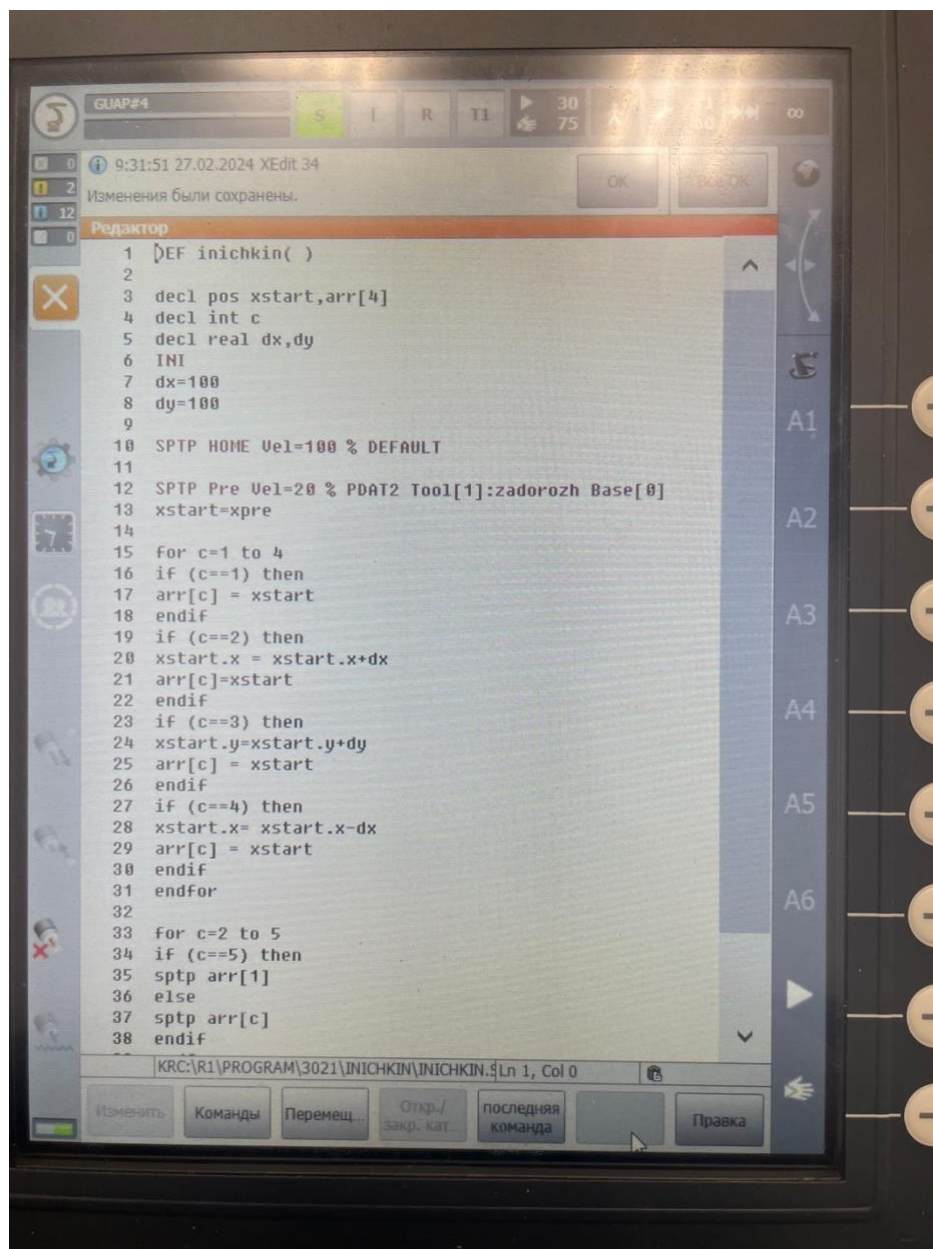 GUAP#4
S I R T1 30 75 ∞
0 9:31:51 27.02.2024 XEdit 34 OK
2 Изменения были сохранены.
12
0 Редактор
1 DEF inichkin( )
2
3 decl pos xstart,arr[4]
4 decl int c
5 decl real dx,dy
6 INI
7 dx=100
8 dy=100
9
10 SPTP HOME Vel=100 % DEFAULT
11
12 SPTP Pre Vel=20 % PDAT2 Tool[1]:zadorozh Base[0]
13 xstart=xpre
14
15 for c=1 to 4
16 if (c==1) then
17 arr[c] = xstart
18 endif
19 if (c==2) then
20 xstart.x = xstart.x+dx
21 arr[c]=xstart
22 endif
23 if (c==3) then
24 xstart.y=xstart.y+dy
25 arr[c] = xstart
26 endif
27 if (c==4) then
28 xstart.x= xstart.x-dx
29 arr[c] = xstart
30 endif
31 endfor
32
33 for c=2 to 5
34 if (c==5) then
35 sptp arr[1]
36 else
37 sptp arr[c]
38 endif
A1
A2
A3
A4
A5
A6
KRC:\R1\PROGRAM\3021\INICHKIN\INICHKIN.S Ln 1, Col 0
Изменить Команды Перемещ... Откр./ закр. кат... последняя команда Правка